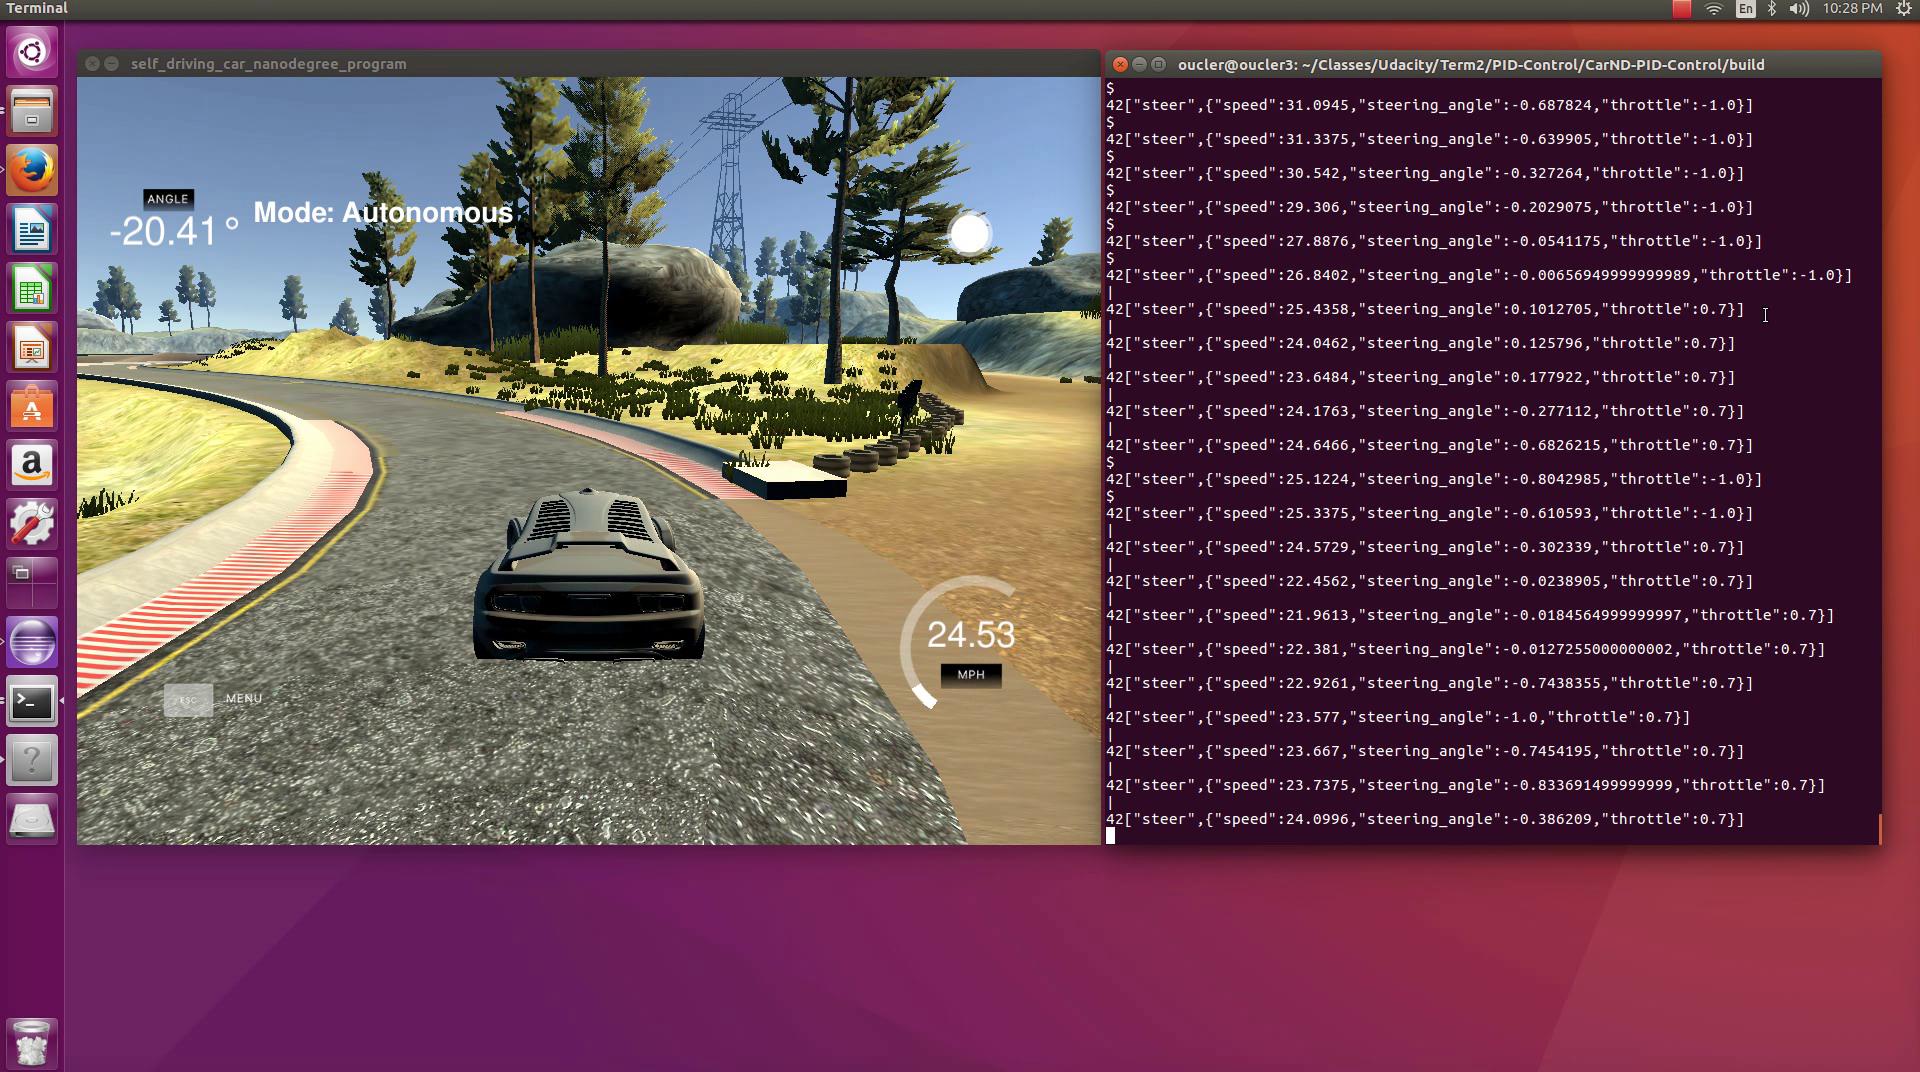 Terminal
En
10:28 PM
self_driving_car_nanodegree_program
ANGLE
-20.41°
Mode: Autonomous
24.53
MPH
ESC
MENU
oucler@oucler3: ~/Classes/Udacity/Term2/PID-Control/CarND-PID-Control/build
$
42["steer",{"speed":31.0945,"steering_angle":-0.687824,"throttle":-1.0}]
$
42["steer",{"speed":31.3375,"steering_angle":-0.639905,"throttle":-1.0}]
$
42["steer",{"speed":30.542,"steering_angle":-0.327264,"throttle":-1.0}]
$
42["steer",{"speed":29.306,"steering_angle":-0.2029075,"throttle":-1.0}]
$
42["steer",{"speed":27.8876,"steering_angle":-0.0541175,"throttle":-1.0}]
$
42["steer",{"speed":26.8402,"steering_angle":-0.00656949999999989,"throttle":-1.0}]
|
42["steer",{"speed":25.4358,"steering_angle":0.1012705,"throttle":0.7}]
|
42["steer",{"speed":24.0462,"steering_angle":0.125796,"throttle":0.7}]
|
42["steer",{"speed":23.6484,"steering_angle":0.177922,"throttle":0.7}]
|
42["steer",{"speed":24.1763,"steering_angle":-0.277112,"throttle":0.7}]
|
42["steer",{"speed":24.6466,"steering_angle":-0.6826215,"throttle":0.7}]
$
42["steer",{"speed":25.1224,"steering_angle":-0.8042985,"throttle":-1.0}]
$
42["steer",{"speed":25.3375,"steering_angle":-0.610593,"throttle":-1.0}]
|
42["steer",{"speed":24.5729,"steering_angle":-0.302339,"throttle":0.7}]
|
42["steer",{"speed":22.4562,"steering_angle":-0.0238905,"throttle":0.7}]
|
42["steer",{"speed":21.9613,"steering_angle":-0.0184564999999997,"throttle":0.7}]
|
42["steer",{"speed":22.381,"steering_angle":-0.0127255000000002,"throttle":0.7}]
|
42["steer",{"speed":22.9261,"steering_angle":-0.7438355,"throttle":0.7}]
|
42["steer",{"speed":23.577,"steering_angle":-1.0,"throttle":0.7}]
|
42["steer",{"speed":23.667,"steering_angle":-0.7454195,"throttle":0.7}]
|
42["steer",{"speed":23.7375,"steering_angle":-0.833691499999999,"throttle":0.7}]
|
42["steer",{"speed":24.0996,"steering_angle":-0.386209,"throttle":0.7}]